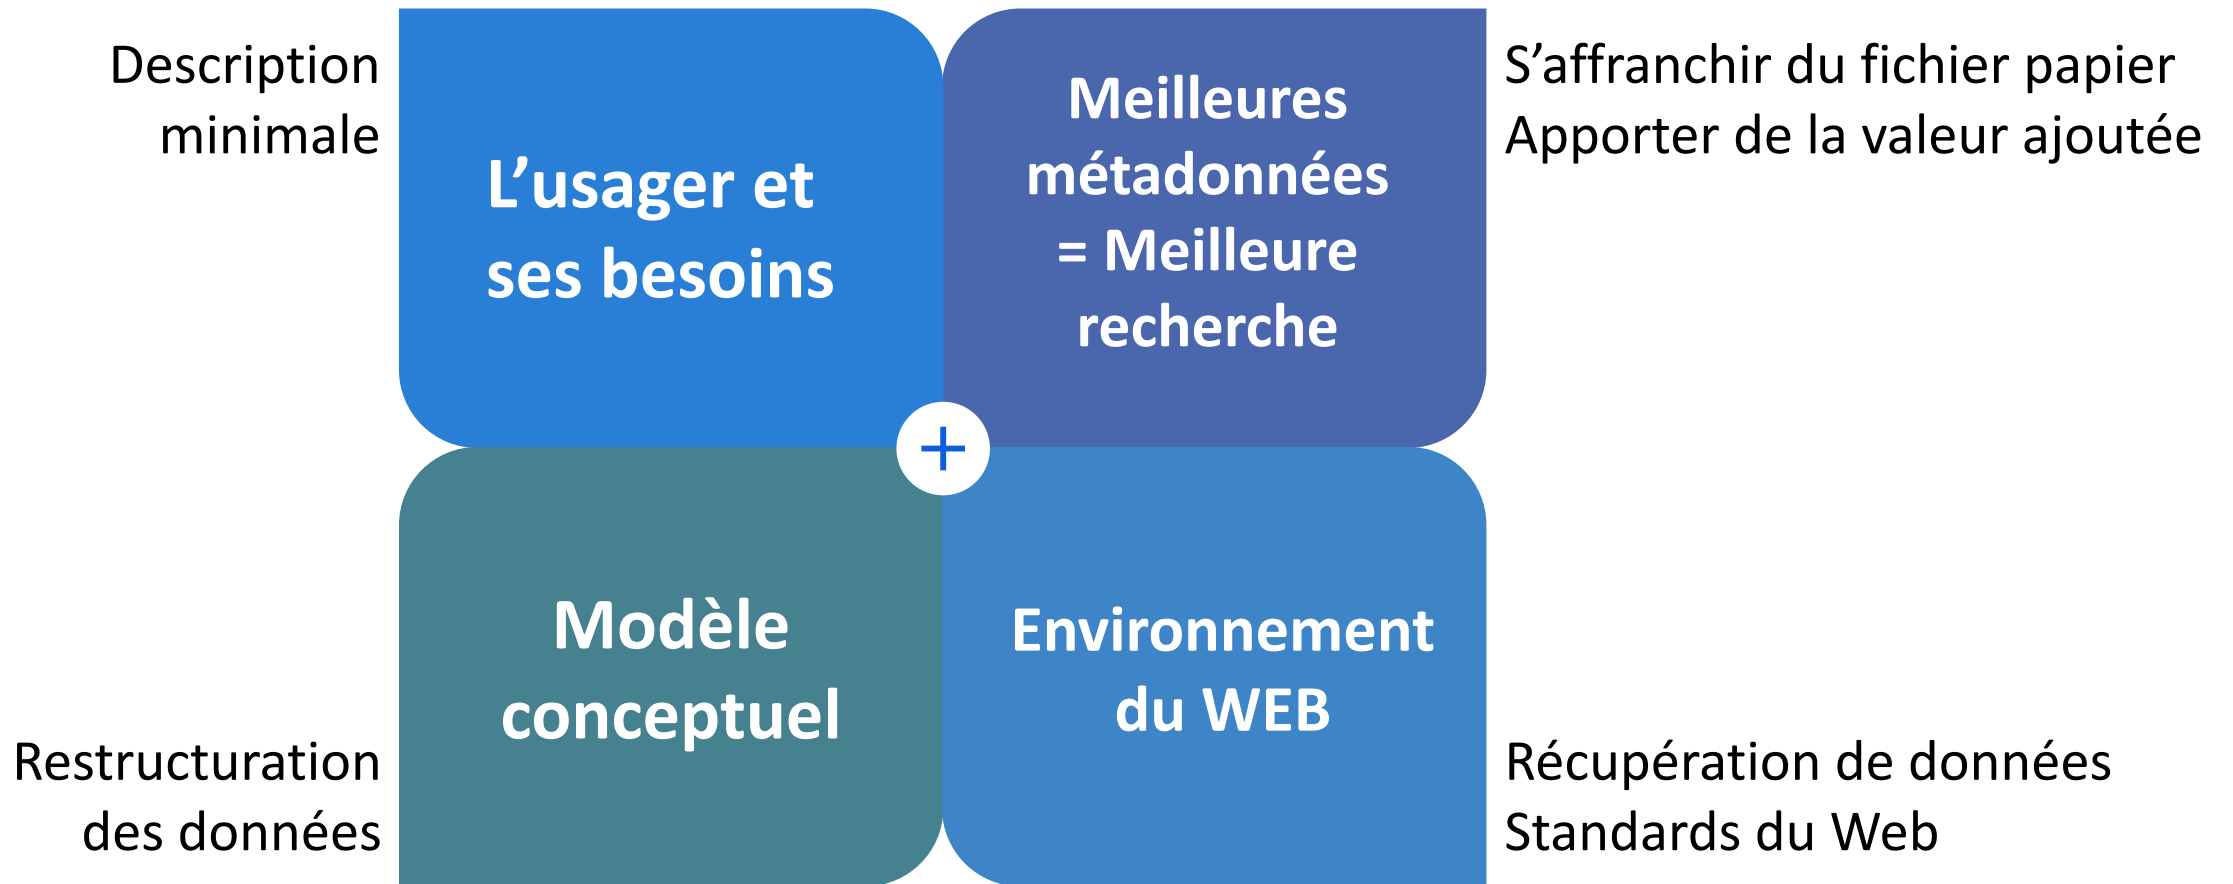 Description
minimale
L’usager et
ses besoins
Meilleures
métadonnées
= Meilleure
recherche
S’affranchir du fichier papier
Apporter de la valeur ajoutée
+
Restructuration
des données
Modèle
conceptuel
Environnement
du WEB
Récupération de données
Standards du Web